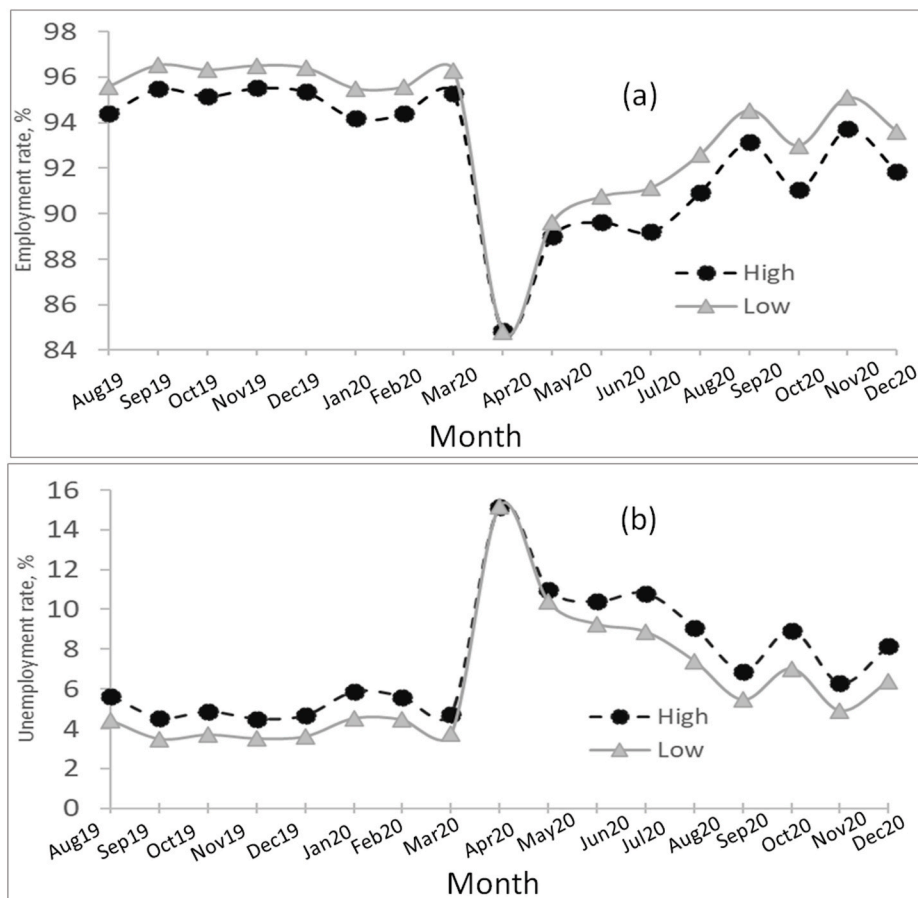 98
96
94
92
90
88
86
84
Employment rate, %
(a)
High
Low
Aug19 Sep19 Oct19 Nov19 Dec19 Jan20 Feb20 Mar20 Apr20 May20 Jun20 Jul20 Aug20 Sep20 Oct20 Nov20 Dec20
Month
16
14
12
10
8
6
4
2
0
Unemployment rate, %
(b)
High
Low
Aug19 Sep19 Oct19 Nov19 Dec19 Jan20 Feb20 Mar20 Apr20 May20 Jun20 Jul20 Aug20 Sep20 Oct20 Nov20 Dec20
Month